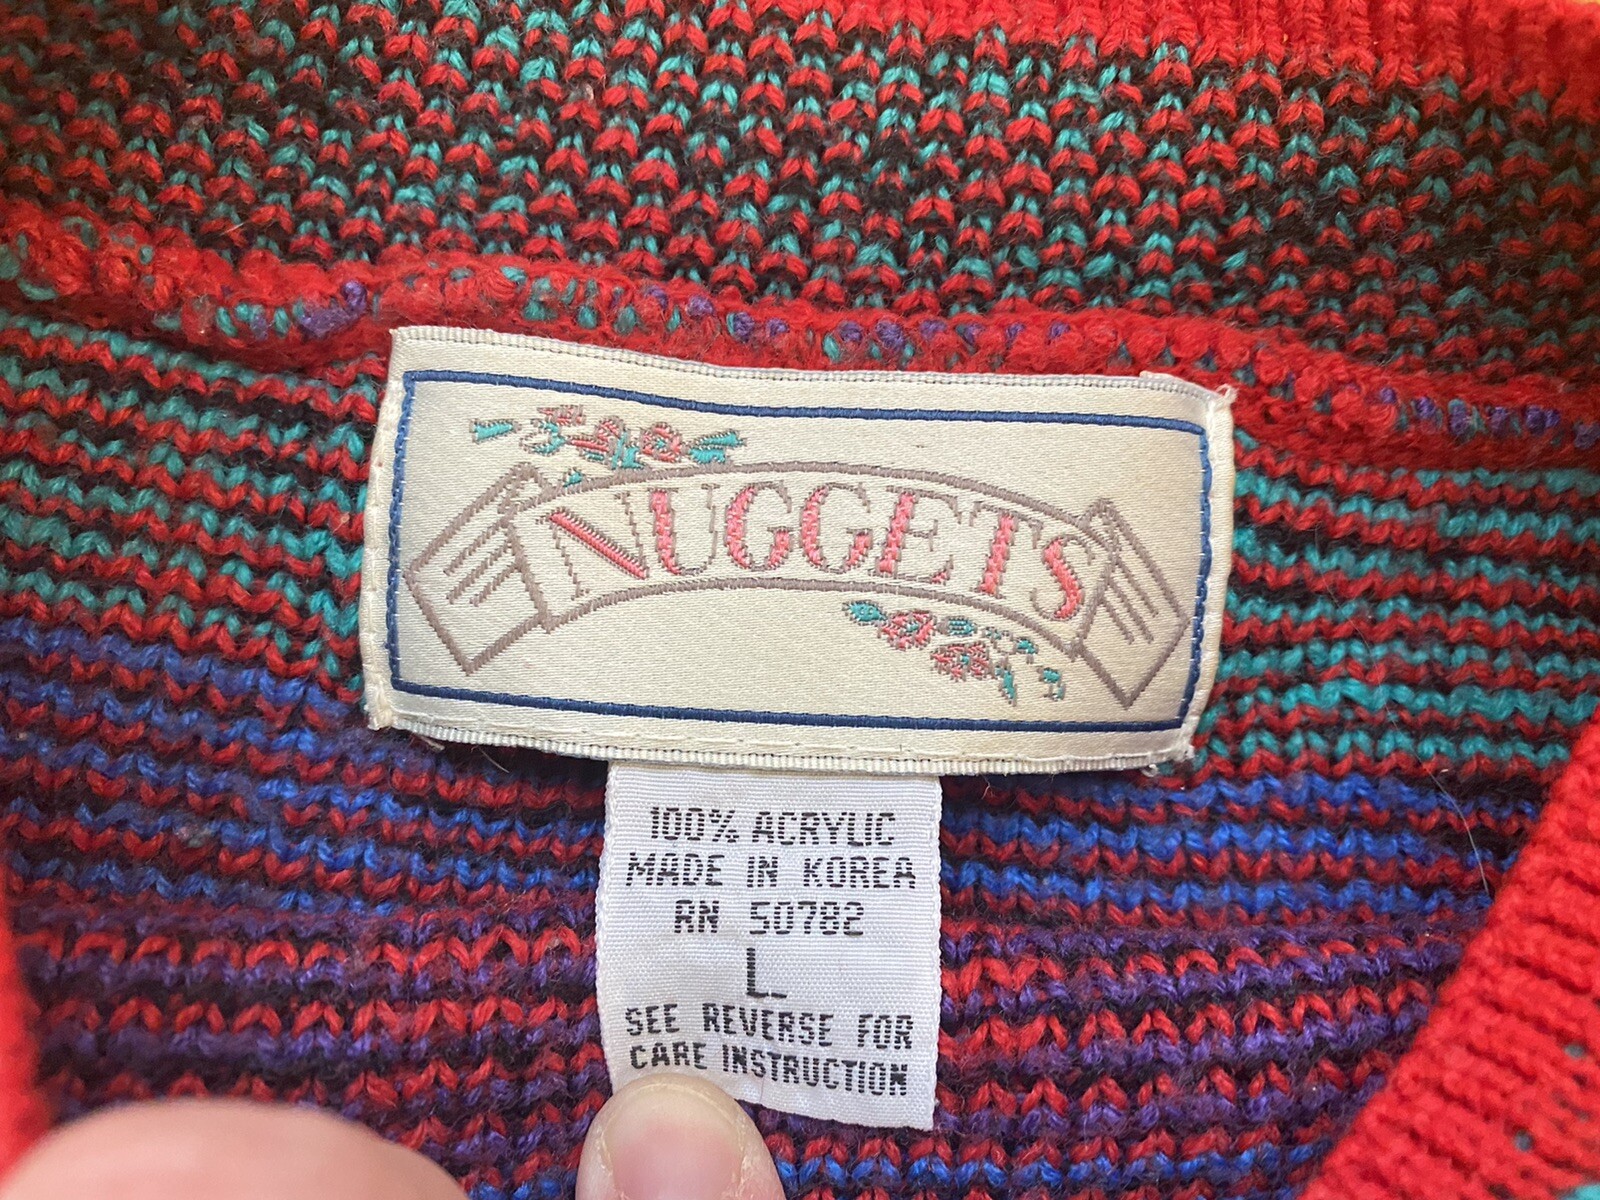 NUGGETS
100% ACRYLIC
MADE IN KOREA
RN 50782
L
SEE REVERSE FOR
CARE INSTRUCTION